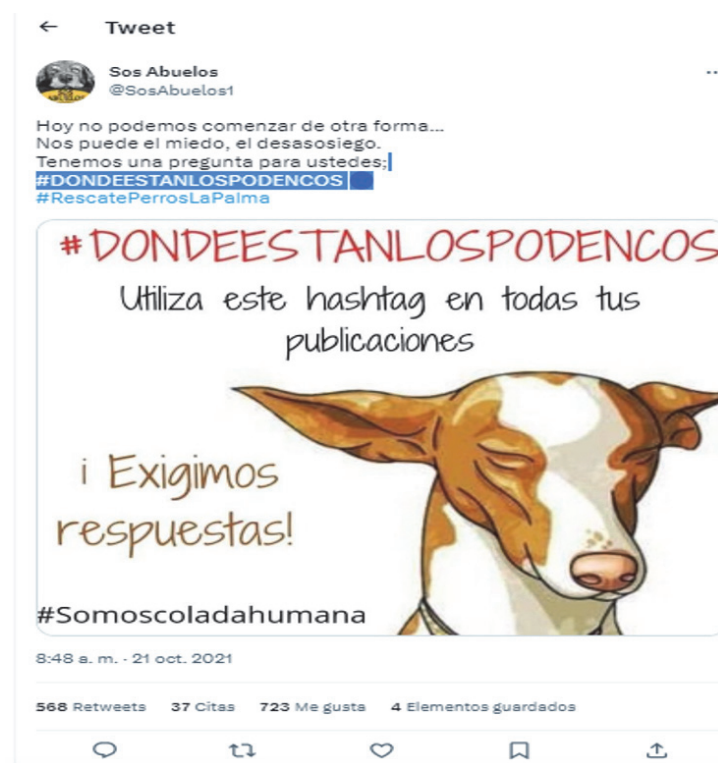 Tweet
Sos Abuelos
@SosAbuelos1
Hoy no podemos comenzar de otra forma...
Nos puede el miedo, el desasosiego.
Tenemos una pregunta para ustedes;
#DONDEESTANLOSPODENCOS
#RescatePerrosLaPalma
#DONDEESTANLOSPODENCOS
Utiliza este hashtag en todas tus
publicaciones
¡ Exigimos
respuestas!
#Somoscoladahumana
8:48 a. m. · 21 oct. 2021
568 Retweets 37 Citas 723 Me gusta 4 Elementos guardados